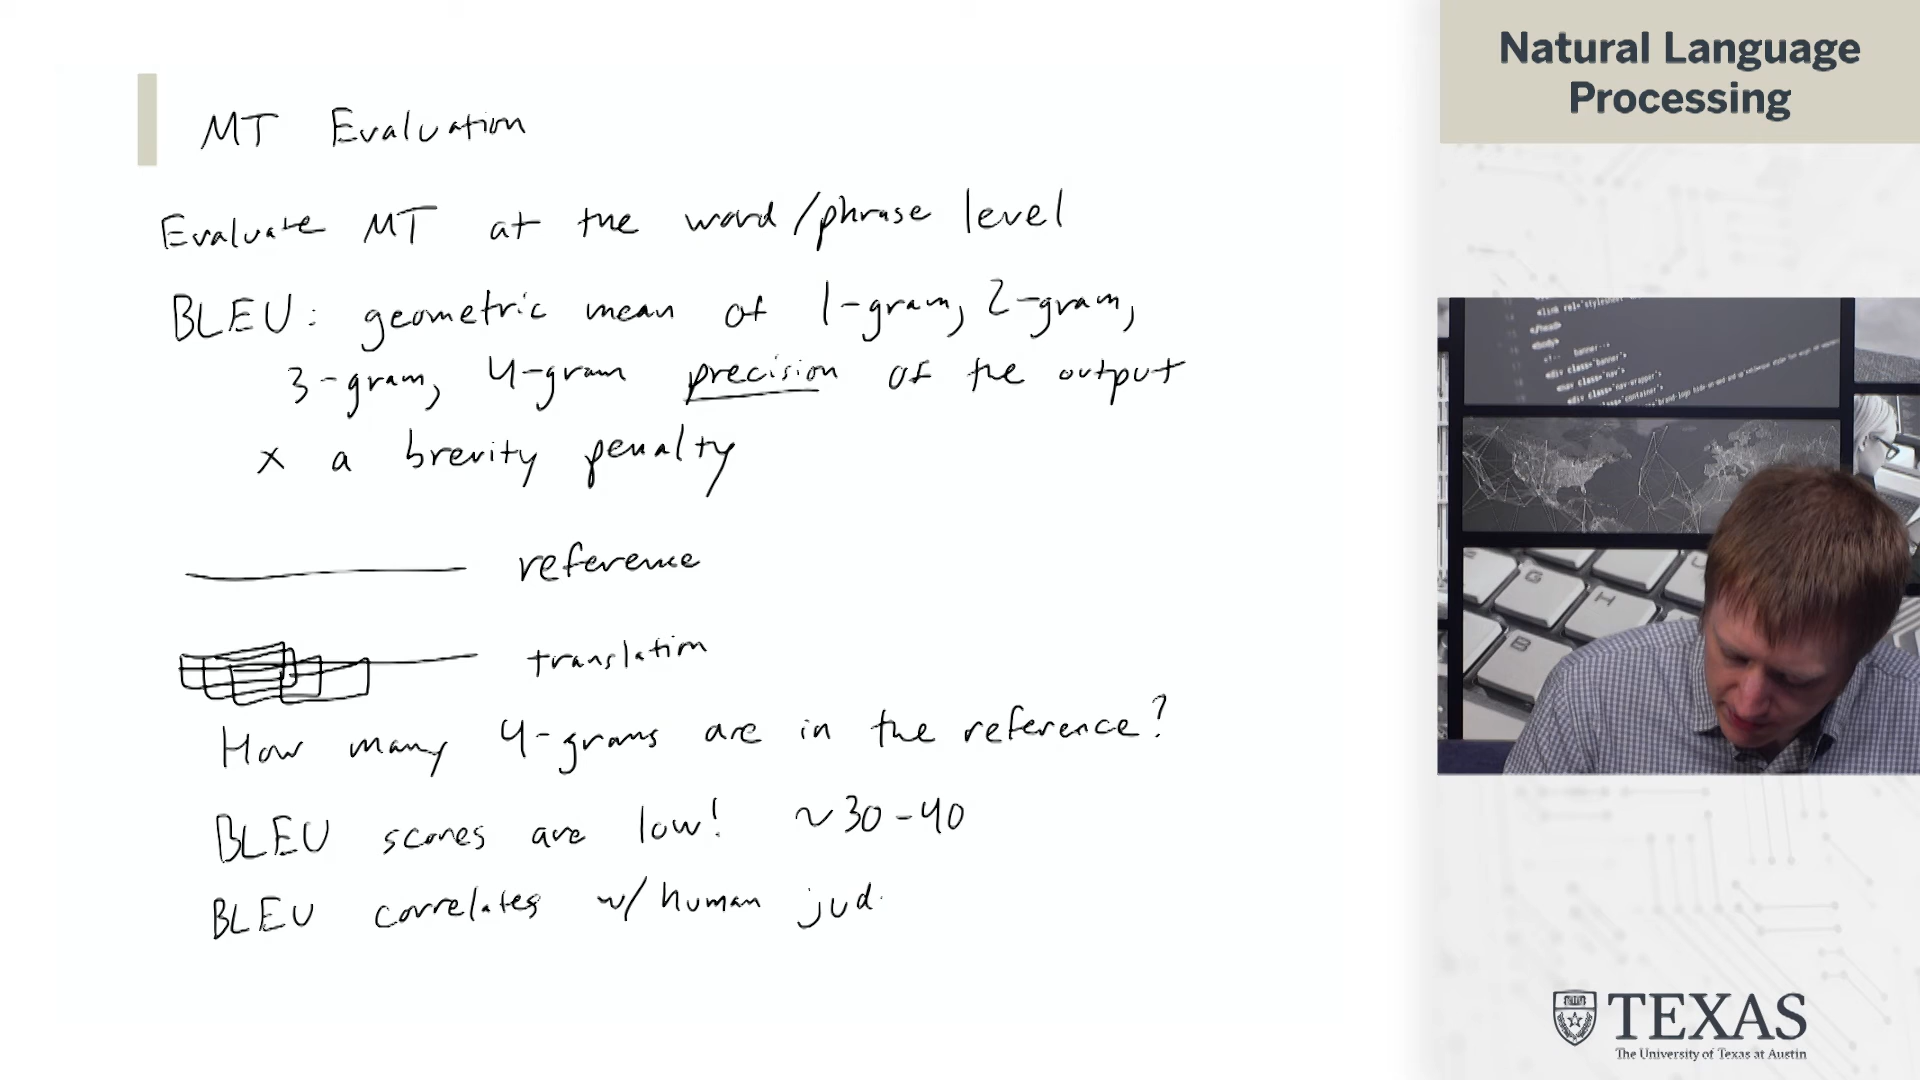 MT Evaluation
Evaluate MT at the word/phrase level
BLEU: geometric mean of 1-gram, 2-gram,
3-gram, 4-gram precision of the output
x a brevity penalty
reference
translation
How many 4-grams are in the reference?
BLEU scores are low! ~30-40
BLEU correlates w/ human jud
Natural Language
Processing
G
H
B
TEXAS
The University of Texas at Austin